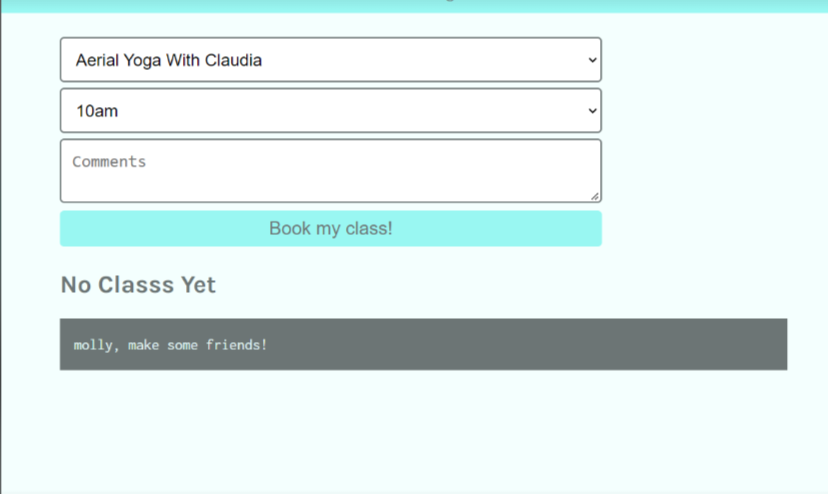 Aerial Yoga With Claudia
10am
Comments
Book my class!
No Classs Yet
molly, make some friends!